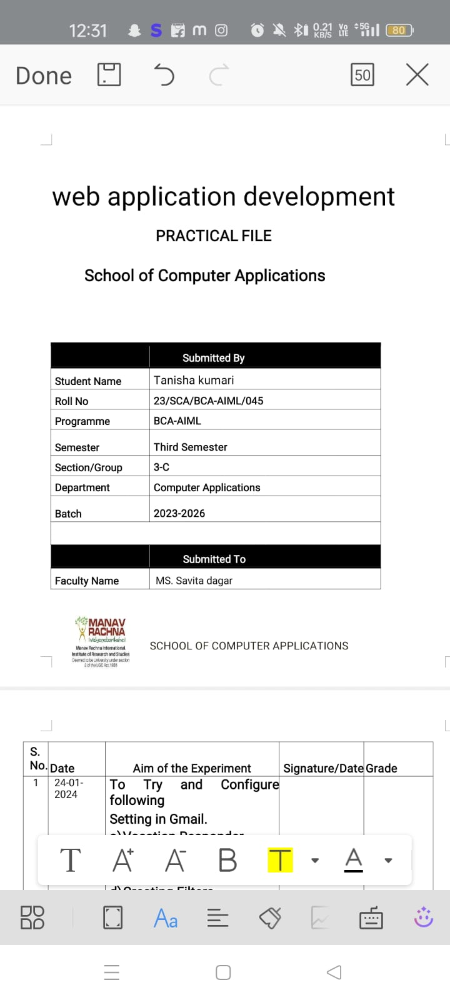 12:31 S m 0.21 KB/S Vo LTE 5G 80
Done 50
web application development
PRACTICAL FILE
School of Computer Applications
Submitted By
Student Name Tanisha kumari
Roll No 23/SCA/BCA-AIML/045
Programme BCA-AIML
Semester Third Semester
Section/Group 3-C
Department Computer Applications
Batch 2023-2026
Submitted To
Faculty Name MS. Savita dagar
MANAV
RACHNA
Manav Rachna International
Institute of Research and Studies
Deemed to be University under section
3 of the UGC Act, 1956
SCHOOL OF COMPUTER APPLICATIONS
S.
No. Date Aim of the Experiment Signature/Date Grade
1 24-01- To Try and Configure
2024 following
Setting in Gmail.
T A+ A- B T A
Aa